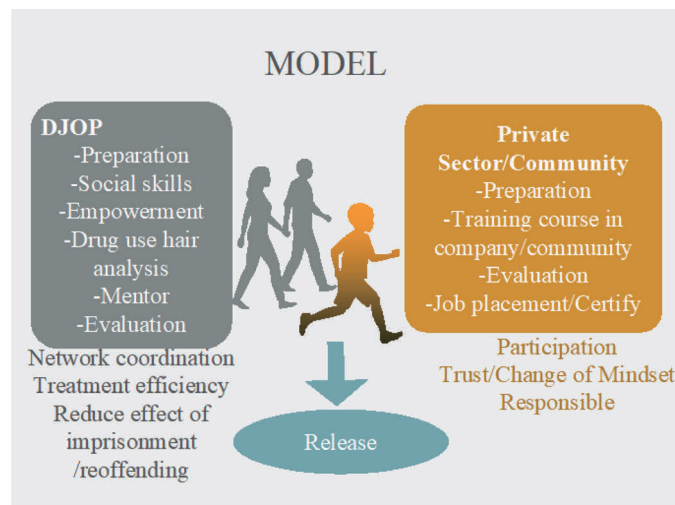 MODEL
DJOP
-Preparation
-Social skills
-Empowerment
-Drug use hair
analysis
-Mentor
-Evaluation
Network coordination
Treatment efficiency
Reduce effect of
imprisonment
/reoffending
Private
Sector/Community
-Preparation
-Training course in
company/community
-Evaluation
-Job placement/Certify
Participation
Trust/Change of Mindset
Responsible
Release